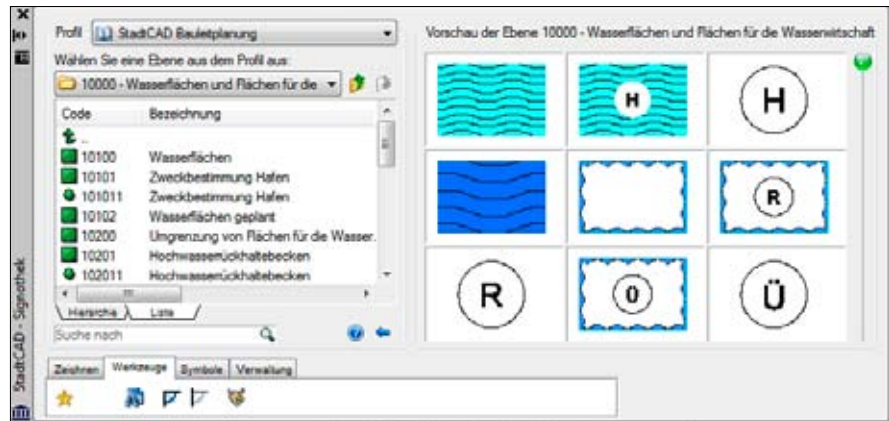 Profil StadtCAD Bauleitplanung
Wählen Sie eine Ebene aus dem Profil aus:
10000 - Wasserflächen und Flächen für die
Code Bezeichnung
..
10100 Wasserflächen
10101 Zweckbestimmung Hafen
101011 Zweckbestimmung Hafen
10102 Wasserflächen geplant
10200 Umgrenzung von Flächen für die Wasser.
10201 Hochwasserrückhaltebecken
102011 Hochwasserrückhaltebecken
Hierarchie Liste
Suche nach
Vorschau der Ebene 10000 - Wasserflächen und Flächen für die Wasserwirtschaft
H
H
R
R
Ü
Ü
Zeichnen Werkzeuge Symbole Verwaltung
StadtCAD - Signothek